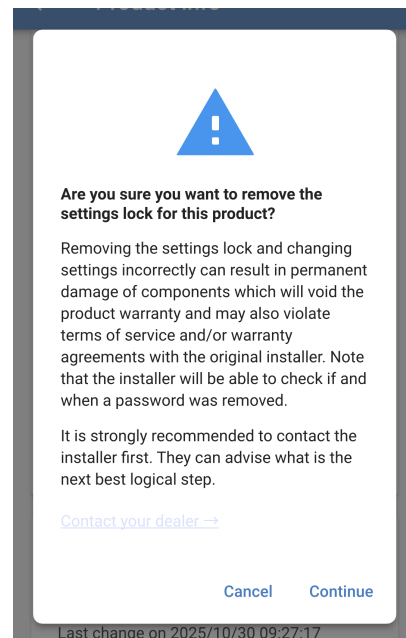 Are you sure you want to remove the
settings lock for this product?
Removing the settings lock and changing
settings incorrectly can result in permanent
damage of components which will void the
product warranty and may also violate
terms of service and/or warranty
agreements with the original installer. Note
that the installer will be able to check if and
when a password was removed.
It is strongly recommended to contact the
installer first. They can advise what is the
next best logical step.
Contact your dealer →
Cancel Continue
Last change on 2025/10/30 09:27:17